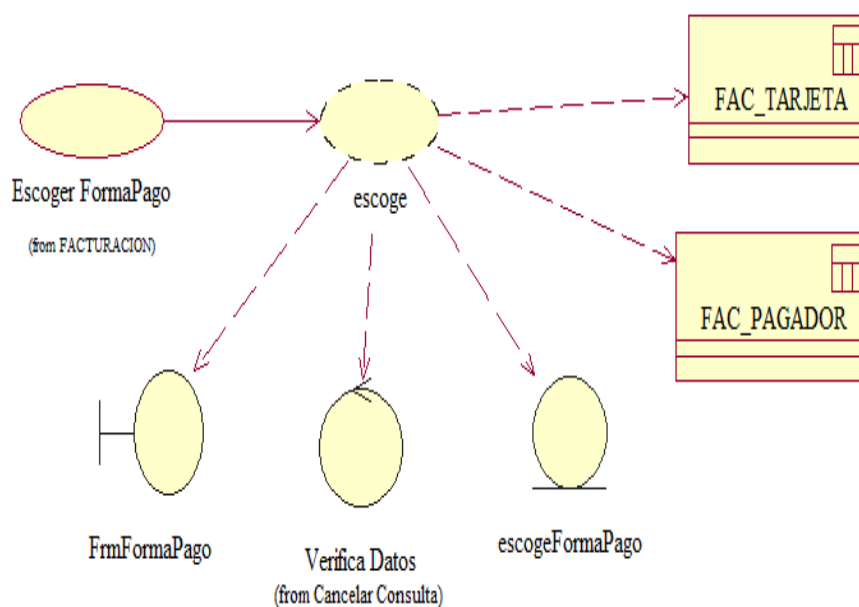 FAC_TARJETA
Escoger FormaPago
(from FACTURACION)
escoge
FAC_PAGADOR
FrmFormaPago
Verifica Datos
(from Cancelar Consulta)
escogeFormaPago